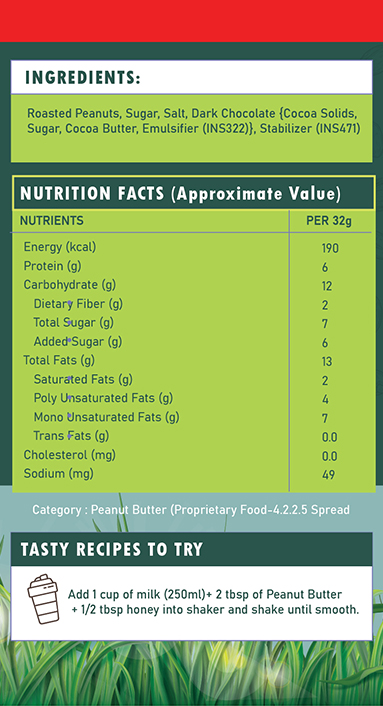 INGREDIENTS:
Roasted Peanuts, Sugar, Salt, Dark Chocolate {Cocoa Solids,
Sugar, Cocoa Butter, Emulsifier (INS322)}, Stabilizer (INS471)
NUTRITION FACTS (Approximate Value)
NUTRIENTS PER 32g
Energy (kcal) 190
Protein (g) 6
Carbohydrate (g) 12
Dietary Fiber (g) 2
Total Sugar (g) 7
Added Sugar (g) 6
Total Fats (g) 13
Saturated Fats (g) 2
Poly Unsaturated Fats (g) 4
Mono Unsaturated Fats (g) 7
Trans Fats (g) 0.0
Cholesterol (mg) 0.0
Sodium (mg) 49
Category : Peanut Butter (Proprietary Food-4.2.2.5 Spread
TASTY RECIPES TO TRY
Add 1 cup of milk (250ml)+ 2 tbsp of Peanut Butter
+ 1/2 tbsp honey into shaker and shake until smooth.